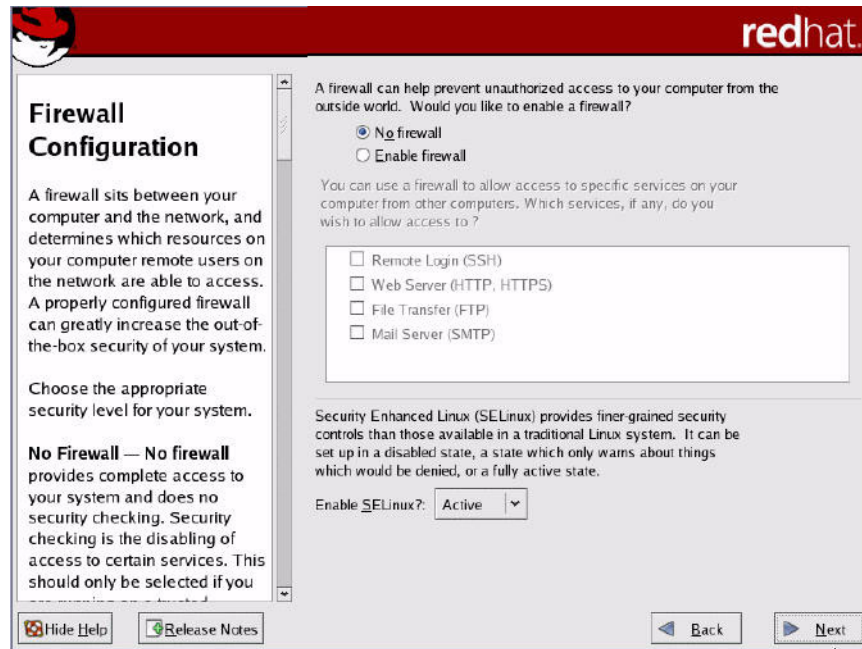 redhat.
Firewall
Configuration
A firewall sits between your
computer and the network, and
determines which resources on
your computer remote users on
the network are able to access.
A properly configured firewall
can greatly increase the out-of-
the-box security of your system.
Choose the appropriate
security level for your system.
No Firewall — No firewall
provides complete access to
your system and does no
security checking. Security
checking is the disabling of
access to certain services. This
should only be selected if you
A firewall can help prevent unauthorized access to your computer from the
outside world. Would you like to enable a firewall?
No firewall
Enable firewall
You can use a firewall to allow access to specific services on your
computer from other computers. Which services, if any, do you
wish to allow access to ?
Remote Login (SSH)
Web Server (HTTP, HTTPS)
File Transfer (FTP)
Mail Server (SMTP)
Security Enhanced Linux (SELinux) provides finer-grained security
controls than those available in a traditional Linux system. It can be
set up in a disabled state, a state which only warns about things
which would be denied, or a fully active state.
Enable SELinux?: Active
Hide Help
Release Notes
Back
Next